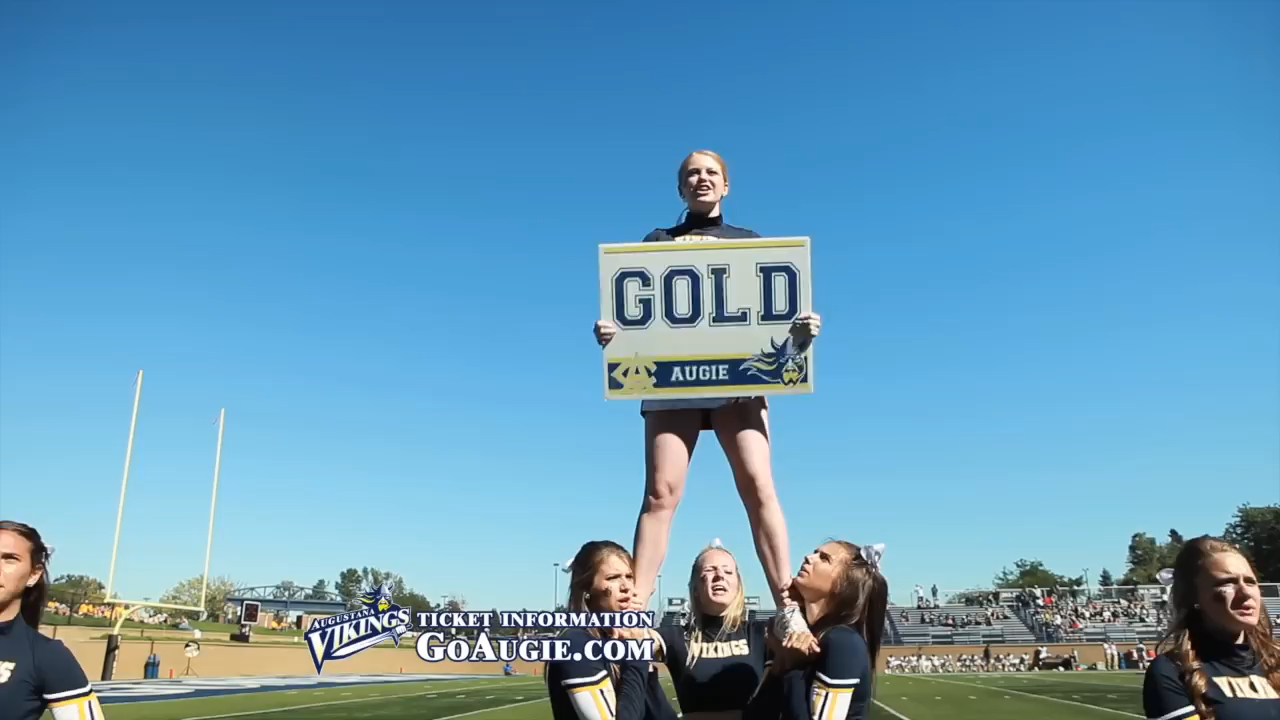 GOLD
AUGIE
AUGUSTANA
VIKINGS
TICKET INFORMATION
GOAUGIE.COM
VIKINGS